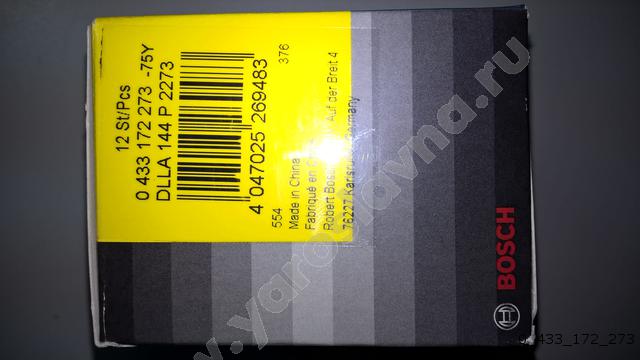 12 St/Pcs
0 433 172 273 -75Y
DLLA 144 P 2273
4 047025 269483
376
554
Made in China
Fabriqué en
Robert Bosch Auf der Breit 4
76227 Karlsruhe Germany
BOSCH
www.yaroslavna.ru
433_172_273